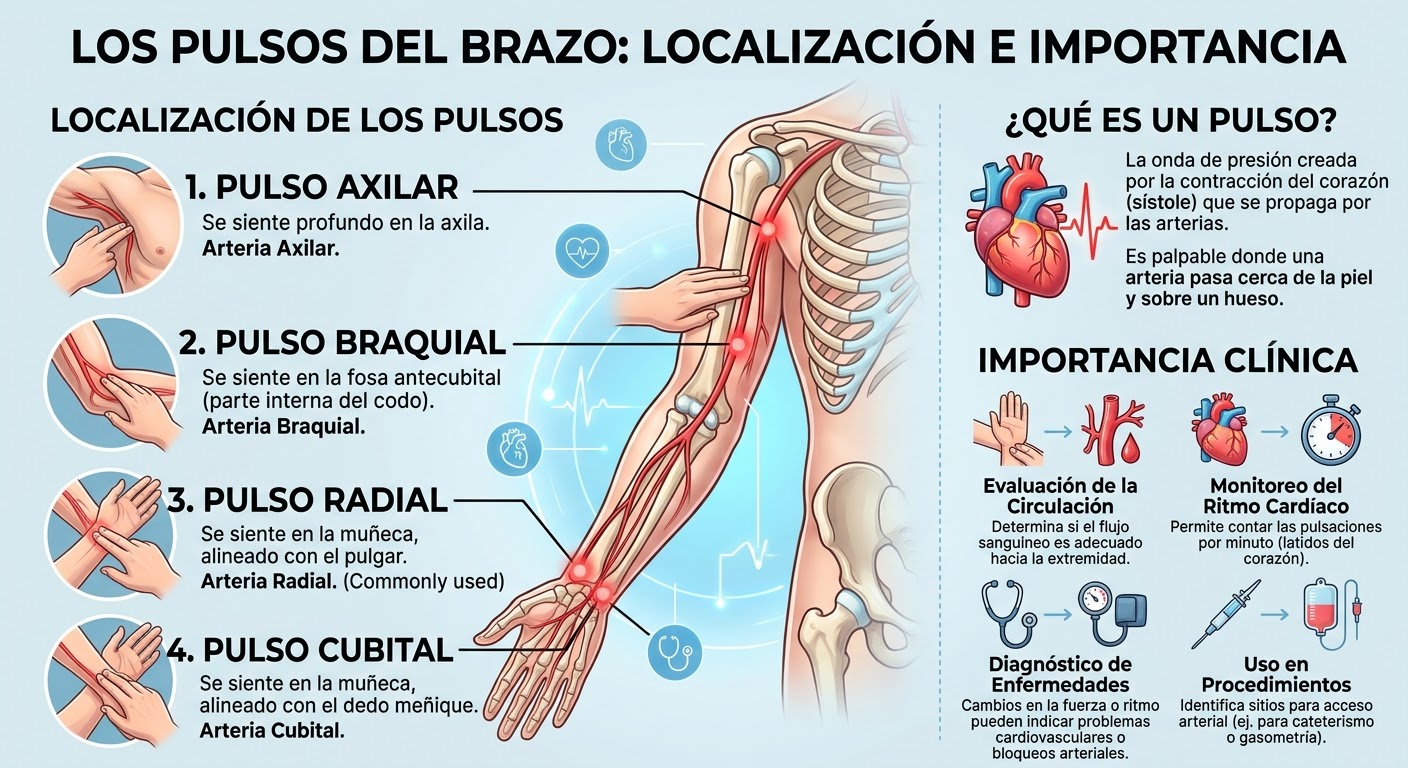 LOS PULSOS DEL BRAZO: LOCALIZACIÓN E IMPORTANCIA
LOCALIZACIÓN DE LOS PULSOS
1. PULSO AXILAR
Se siente profundo en la axila.
Arteria Axilar.
2. PULSO BRAQUIAL
Se siente en la fosa antecubital
(parte interna del codo).
Arteria Braquial.
3. PULSO RADIAL
Se siente en la muñeca,
alineado con el pulgar.
Arteria Radial. (Commonly used)
4. PULSO CUBITAL
Se siente en la muñeca,
alineado con el dedo meñique.
Arteria Cubital.
¿QUÉ ES UN PULSO?
La onda de presión creada
por la contracción del corazón
(sístole) que se propaga por
las arterias.
Es palpable donde una
arteria pasa cerca de la piel
y sobre un hueso.
IMPORTANCIA CLÍNICA
Evaluación de la
Circulación
Determina si el flujo
sanguineo es adecuado
hacia la extremidad.
Monitoreo del
Ritmo Cardíaco
Permite contar las pulsaciones
por minuto (latidos del
corazón).
Diagnóstico de
Enfermedades
Cambios en la fuerza o ritmo
pueden indicar problemas
cardiovasculares o
bloqueos arteriales.
Uso en
Procedimientos
Identifica sitios para acceso
arterial (ej. para cateterismo
o gasometría).